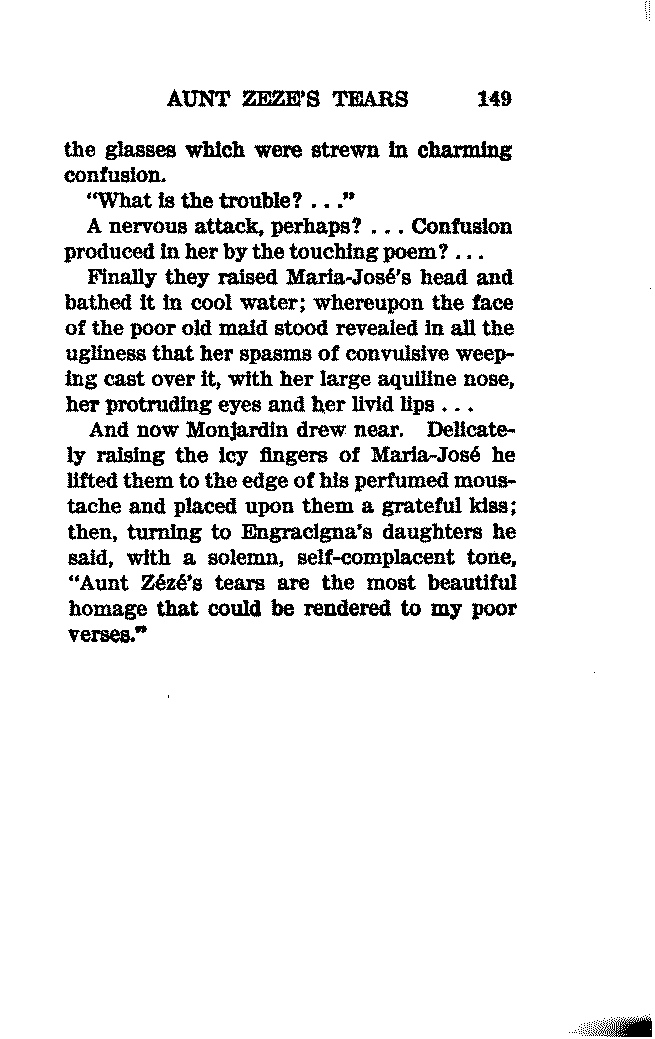 AUNT ZEZE'S TEARS 149
the glasses which were strewn in charming
confusion.
"What is the trouble? . . ."
A nervous attack, perhaps? . . . Confusion
produced in her by the touching poem? . . .
Finally they raised Maria-José's head and
bathed it in cool water; whereupon the face
of the poor old maid stood revealed in all the
ugliness that her spasms of convulsive weep-
ing cast over it, with her large aquiline nose,
her protruding eyes and her livid lips . . .
And now Monjardin drew near. Delicate-
ly raising the icy fingers of Maria-José he
lifted them to the edge of his perfumed mous-
tache and placed upon them a grateful kiss;
then, turning to Engracigna's daughters he
said, with a solemn, self-complacent tone,
"Aunt Zézé's tears are the most beautiful
homage that could be rendered to my poor
verses."